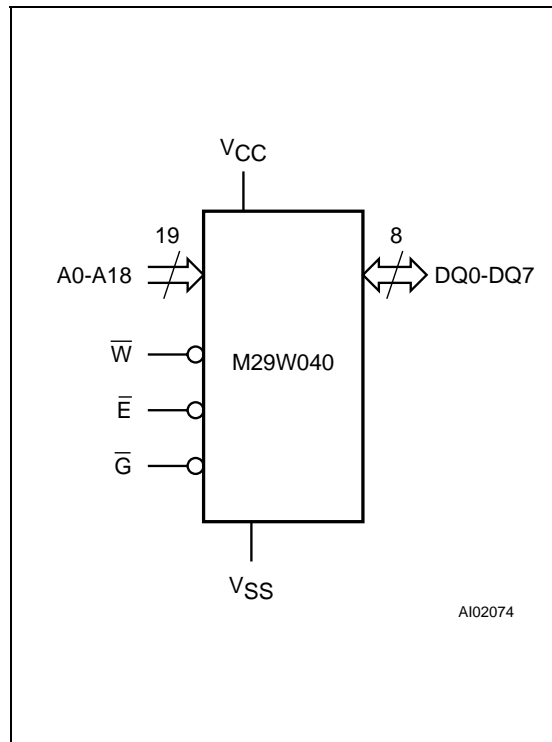 VCC
19
8
A0-A18
DQ0-DQ7
W̅
M29W040
E̅
G̅
VSS
AI02074